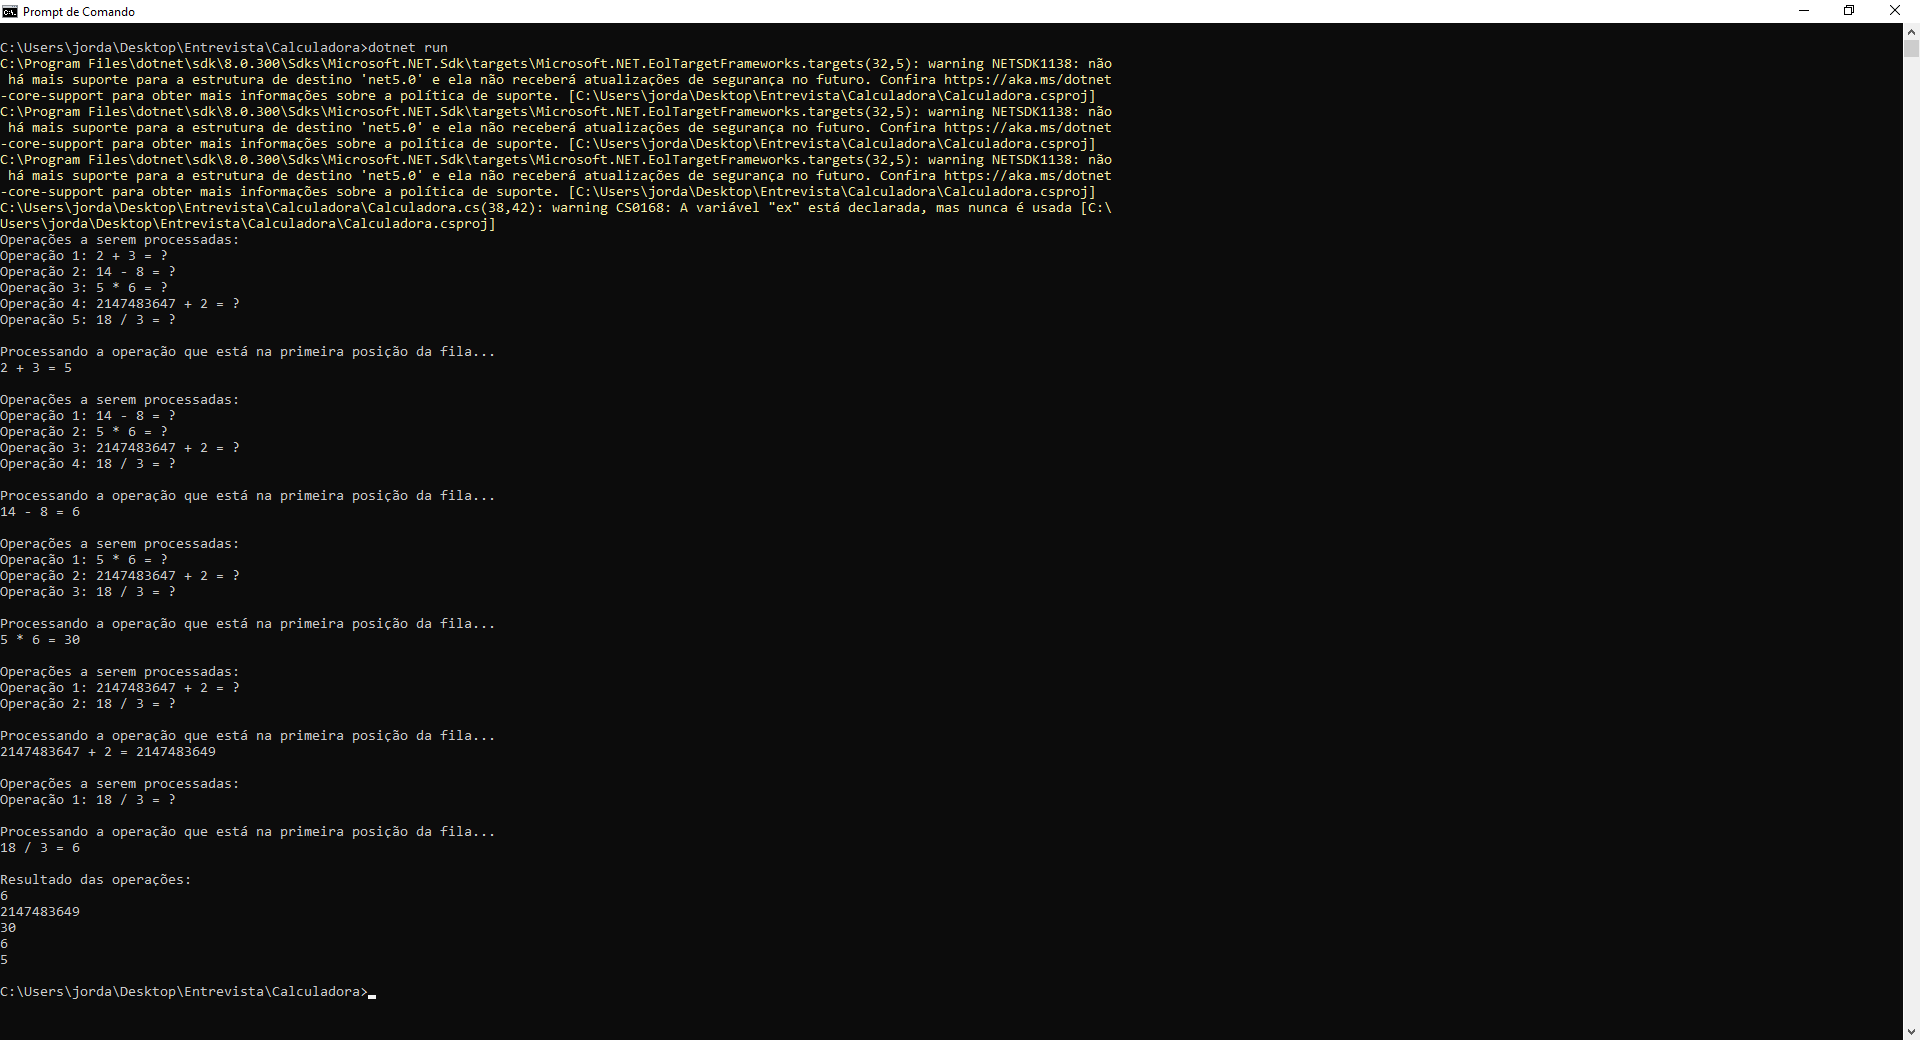 Prompt de Comando
C:\Users\jorda\Desktop\Entrevista\Calculadora>dotnet run
C:\Program Files\dotnet\sdk\8.0.300\Sdks\Microsoft.NET.Sdk\targets\Microsoft.NET.EolTargetFrameworks.targets(32,5): warning NETSDK1138: não
 há mais suporte para a estrutura de destino 'net5.0' e ela não receberá atualizações de segurança no futuro. Confira https://aka.ms/dotnet
-core-support para obter mais informações sobre a política de suporte. [C:\Users\jorda\Desktop\Entrevista\Calculadora\Calculadora.csproj]
C:\Program Files\dotnet\sdk\8.0.300\Sdks\Microsoft.NET.Sdk\targets\Microsoft.NET.EolTargetFrameworks.targets(32,5): warning NETSDK1138: não
 há mais suporte para a estrutura de destino 'net5.0' e ela não receberá atualizações de segurança no futuro. Confira https://aka.ms/dotnet
-core-support para obter mais informações sobre a política de suporte. [C:\Users\jorda\Desktop\Entrevista\Calculadora\Calculadora.csproj]
C:\Program Files\dotnet\sdk\8.0.300\Sdks\Microsoft.NET.Sdk\targets\Microsoft.NET.EolTargetFrameworks.targets(32,5): warning NETSDK1138: não
 há mais suporte para a estrutura de destino 'net5.0' e ela não receberá atualizações de segurança no futuro. Confira https://aka.ms/dotnet
-core-support para obter mais informações sobre a política de suporte. [C:\Users\jorda\Desktop\Entrevista\Calculadora\Calculadora.csproj]
C:\Users\jorda\Desktop\Entrevista\Calculadora\Calculadora.cs(38,42): warning CS0168: A variável "ex" está declarada, mas nunca é usada [C:\
Users\jorda\Desktop\Entrevista\Calculadora\Calculadora.csproj]
Operações a serem processadas:
Operação 1: 2 + 3 = ?
Operação 2: 14 - 8 = ?
Operação 3: 5 * 6 = ?
Operação 4: 2147483647 + 2 = ?
Operação 5: 18 / 3 = ?

Processando a operação que está na primeira posição da fila...
2 + 3 = 5

Operações a serem processadas:
Operação 1: 14 - 8 = ?
Operação 2: 5 * 6 = ?
Operação 3: 2147483647 + 2 = ?
Operação 4: 18 / 3 = ?

Processando a operação que está na primeira posição da fila...
14 - 8 = 6

Operações a serem processadas:
Operação 1: 5 * 6 = ?
Operação 2: 2147483647 + 2 = ?
Operação 3: 18 / 3 = ?

Processando a operação que está na primeira posição da fila...
5 * 6 = 30

Operações a serem processadas:
Operação 1: 2147483647 + 2 = ?
Operação 2: 18 / 3 = ?

Processando a operação que está na primeira posição da fila...
2147483647 + 2 = 2147483649

Operações a serem processadas:
Operação 1: 18 / 3 = ?

Processando a operação que está na primeira posição da fila...
18 / 3 = 6

Resultado das operações:
6
2147483649
30
6
5

C:\Users\jorda\Desktop\Entrevista\Calculadora>